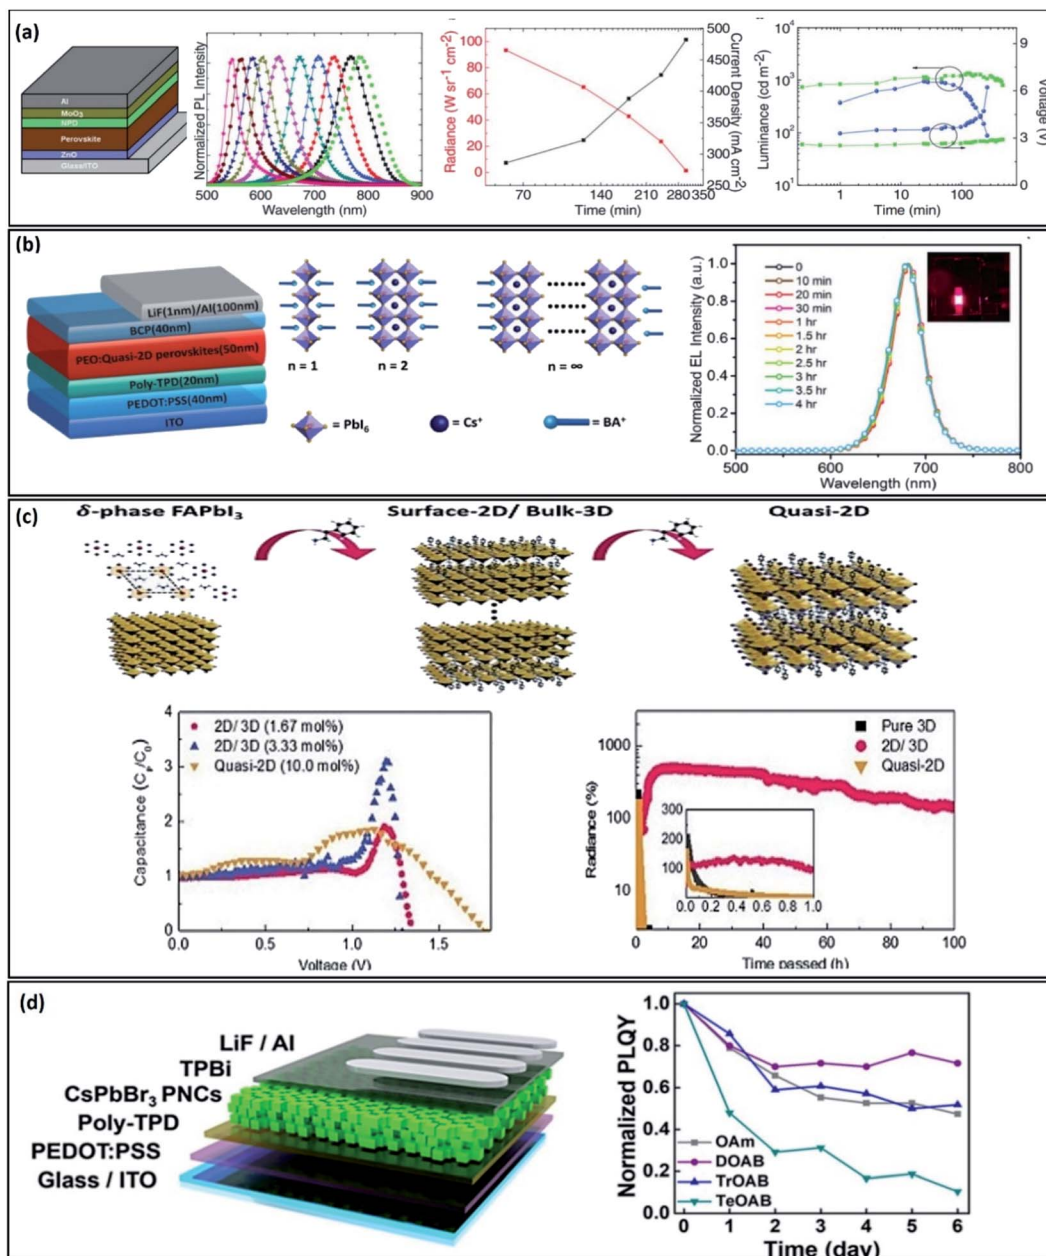 (a)
Al
MoO₃
NPD
Perovskite
ZnO
Glass/ITO
Normalized PL Intensity
500 550 600 650 700 750 800 850 900
Wavelength (nm)
Radiance (W sr⁻¹ cm⁻²)
100
80
60
40
20
0
70 140 210 280 350
Time (min)
500
450
400
350
300
250
Current Density (mA cm⁻²)
Luminance (cd m⁻²)
10⁴
10³
10²
10¹
1 10 100
Time (min)
9
6
3
0
Voltage (V)
(b)
LiF(1nm)/Al(100nm)
BCP(40nm)
PEO:Quasi-2D perovskites(50nm)
Poly-TPD(20nm)
PEDOT:PSS(40nm)
ITO
n = 1
n = 2
n = ∞
= PbI₆
= Cs⁺
= BA⁺
Normalized EL Intensity (a.u.)
1.0
0.8
0.6
0.4
0.2
0.0
0
10 min
20 min
30 min
1 hr
1.5 hr
2 hr
2.5 hr
3 hr
3.5 hr
4 hr
500 600 700 800
Wavelength (nm)
(c)
δ-phase FAPbI₃
Surface-2D/ Bulk-3D
Quasi-2D
Capacitance (Cₚ/C₀)
4
3
2
1
0
2D/ 3D (1.67 mol%)
2D/ 3D (3.33 mol%)
Quasi-2D (10.0 mol%)
0.0 0.5 1.0 1.5
Voltage (V)
Radiance (%)
1000
100
10
Pure 3D
2D/ 3D
Quasi-2D
300
200
100
0.0 0.2 0.4 0.6 0.8 1.0
0 20 40 60 80 100
Time passed (h)
(d)
LiF / Al
TPBi
CsPbBr₃ PNCs
Poly-TPD
PEDOT:PSS
Glass / ITO
Normalized PLQY
1.0
0.8
0.6
0.4
0.2
0.0
OAm
DOAB
TrOAB
TeOAB
0 1 2 3 4 5 6
Time (day)